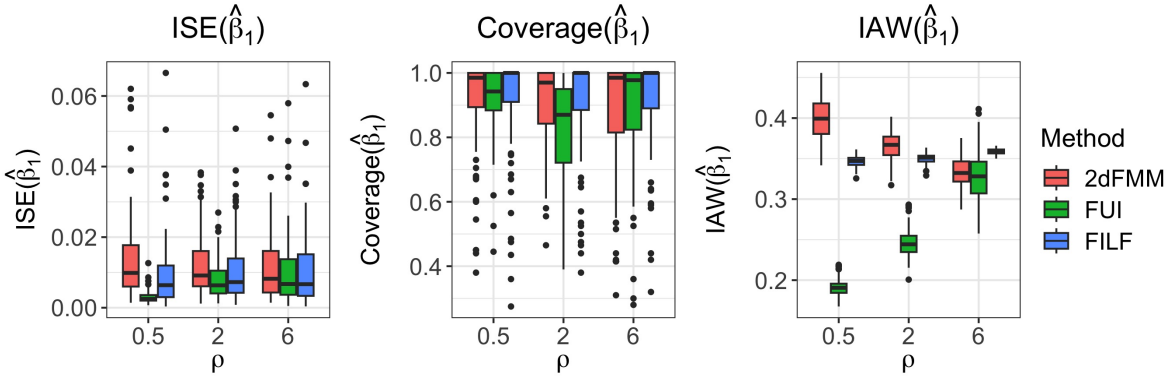 ISE(β̂₁)
Coverage(β̂₁)
IAW(β̂₁)
ISE(β̂₁)
0.06
0.04
0.02
0.00
0.5 2 6
ρ
Coverage(β̂₁)
1.0
0.8
0.6
0.4
0.5 2 6
ρ
IAW(β̂₁)
0.4
0.3
0.2
0.5 2 6
ρ
Method
2dFMM
FUI
FILF